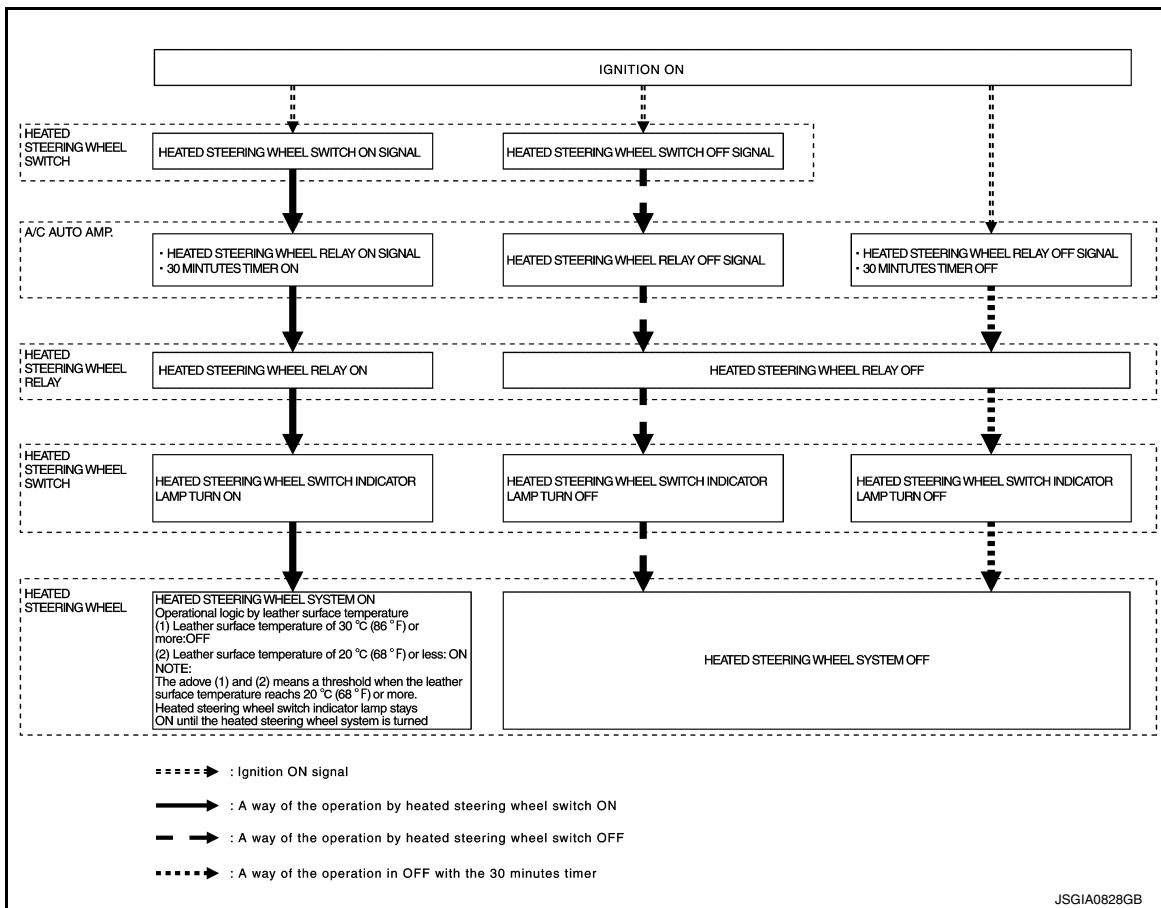 IGNITION ON
HEATED
STEERING WHEEL
SWITCH
HEATED STEERING WHEEL SWITCH ON SIGNAL
HEATED STEERING WHEEL SWITCH OFF SIGNAL
A/C AUTO AMP.
・HEATED STEERING WHEEL RELAY ON SIGNAL
・30 MINTUTES TIMER ON
HEATED STEERING WHEEL RELAY OFF SIGNAL
・HEATED STEERING WHEEL RELAY OFF SIGNAL
・30 MINTUTES TIMER OFF
HEATED
STEERING WHEEL
RELAY
HEATED STEERING WHEEL RELAY ON
HEATED STEERING WHEEL RELAY OFF
HEATED
STEERING WHEEL
SWITCH
HEATED STEERING WHEEL SWITCH INDICATOR
LAMP TURN ON
HEATED STEERING WHEEL SWITCH INDICATOR
LAMP TURN OFF
HEATED STEERING WHEEL SWITCH INDICATOR
LAMP TURN OFF
HEATED
STEERING WHEEL
HEATED STEERING WHEEL SYSTEM ON
Operational logic by leather surface temperature
(1) Leather surface temperature of 30 °C (86 °F) or
more:OFF
(2) Leather surface temperature of 20 °C (68 °F) or less: ON
NOTE:
The adove (1) and (2) means a threshold when the leather
surface temperature reachs 20 °C (68 °F) or more.
Heated steering wheel switch indicator lamp stays
ON until the heated steering wheel system is turned
HEATED STEERING WHEEL SYSTEM OFF
: Ignition ON signal
: A way of the operation by heated steering wheel switch ON
: A way of the operation by heated steering wheel switch OFF
: A way of the operation in OFF with the 30 minutes timer
JSGIA0828GB